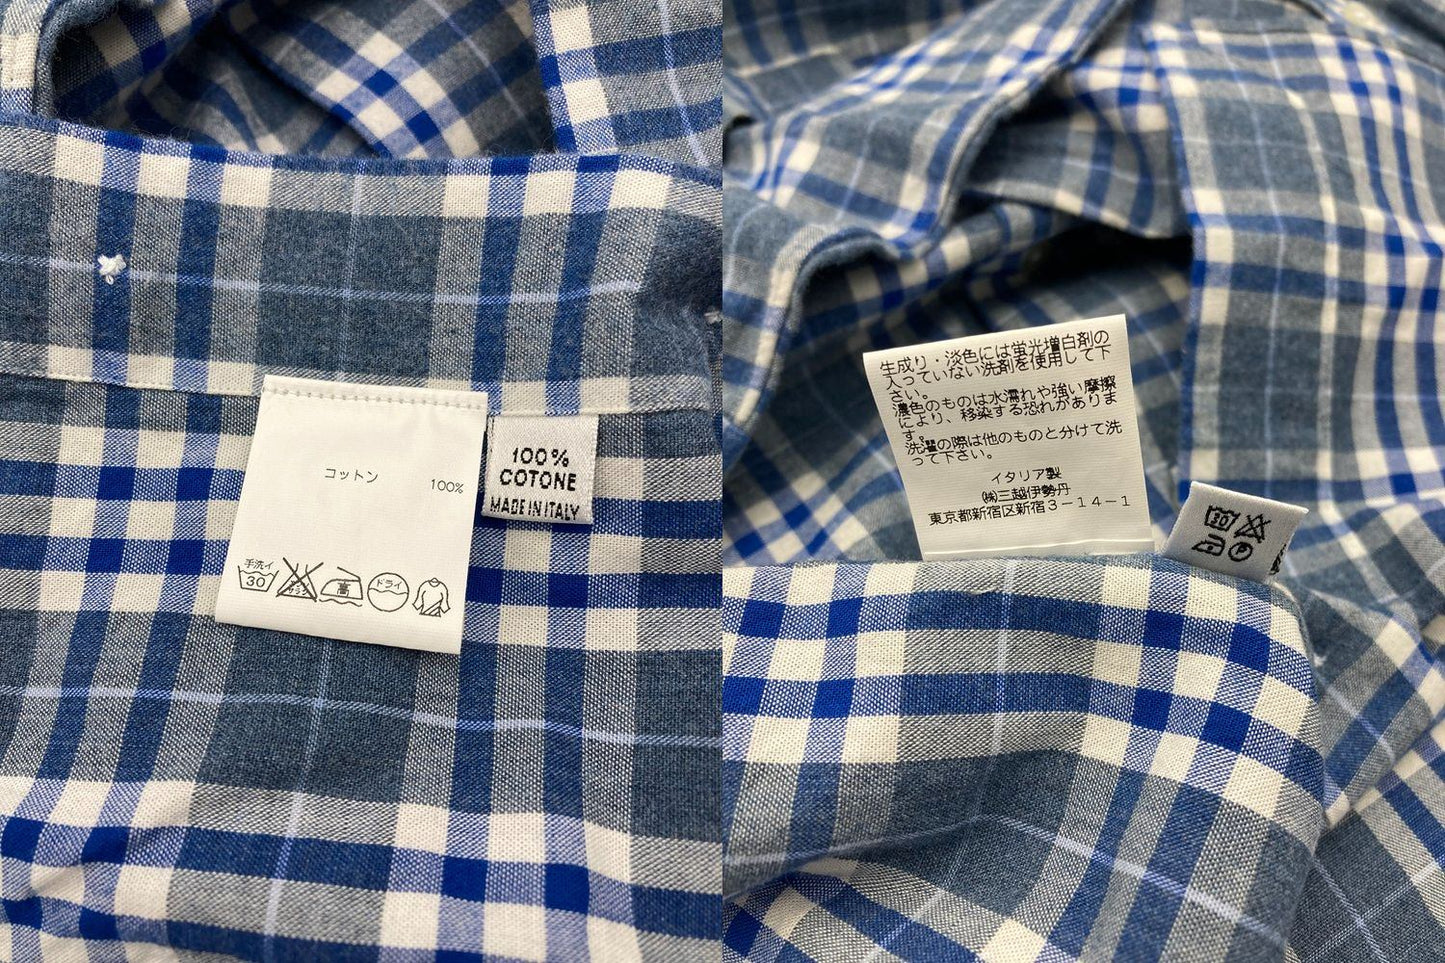 コットン 100%
手洗イ
30
高
ドライ
100%
COTONE
MADE IN ITALY
生成り・淡色には蛍光増白剤の
入っていない洗剤を使用して下
さい。
濃色のものは水濡れや強い摩擦
により、移染する恐れがありま
す。
洗濯の際は他のものと分けて洗
って下さい。
イタリア製
㈱三越伊勢丹
東京都新宿区新宿3-14-1
30